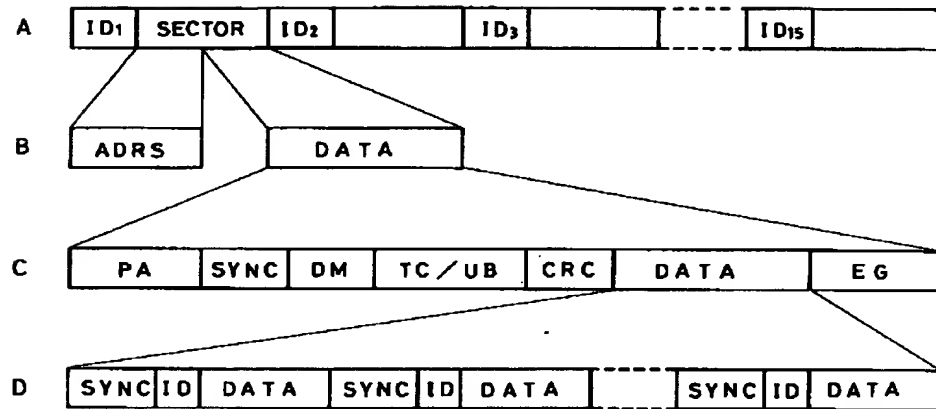 A ID1 SECTOR ID2 ID3 ID15
B ADRS DATA
C PA SYNC DM TC/UB CRC DATA EG
D SYNC ID DATA SYNC ID DATA SYNC ID DATA